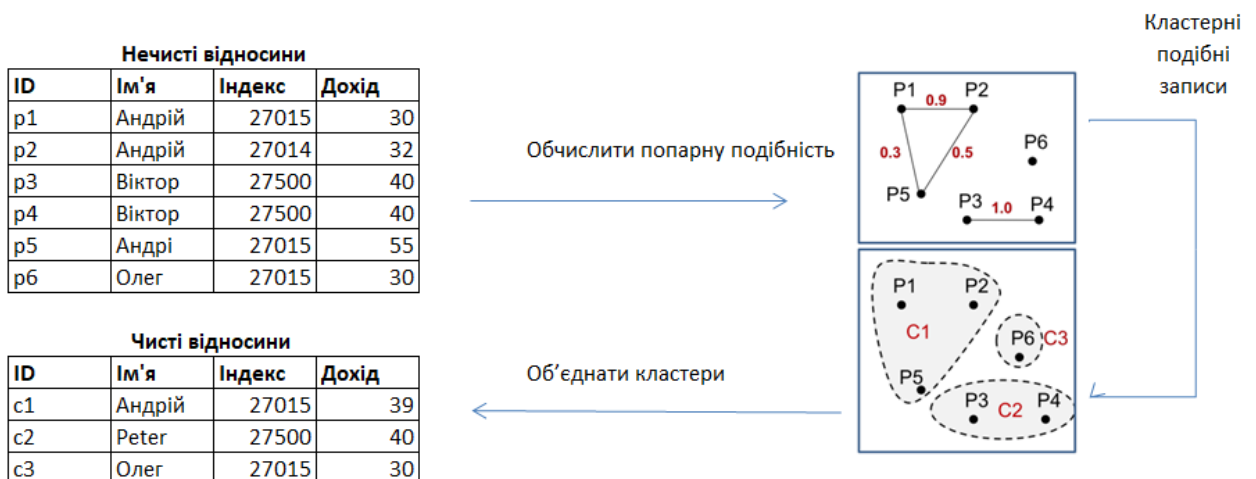 Нечисті відносини
ID Ім'я Індекс Дохід
p1 Андрій 27015 30
p2 Андрій 27014 32
p3 Віктор 27500 40
p4 Віктор 27500 40
p5 Андрі 27015 55
p6 Олег 27015 30
Обчислити попарну подібність
P1 P2
0.9
0.3 0.5
P6
P5
P3 1.0 P4
Кластерні
подібні
записи
P1 P2
C1
P6 C3
P5
P3 C2 P4
Об’єднати кластери
Чисті відносини
ID Ім'я Індекс Дохід
c1 Андрій 27015 39
c2 Peter 27500 40
c3 Олег 27015 30